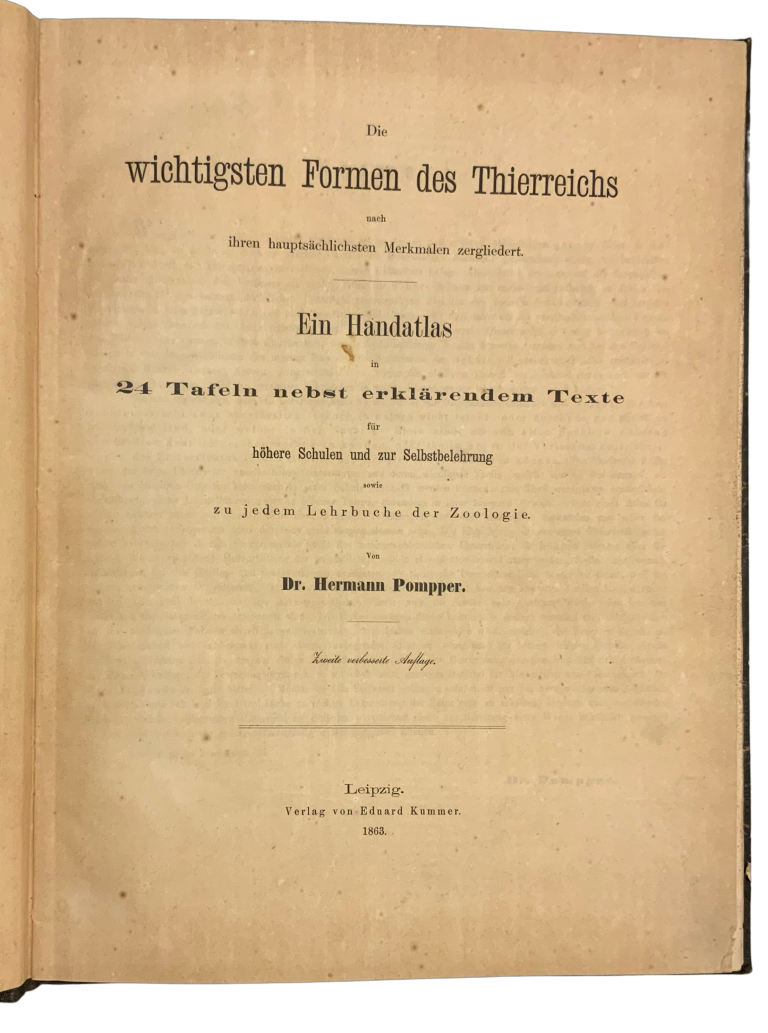 Die
wichtigsten Formen des Thierreichs
nach
ihren hauptsächlichsten Merkmalen zergliedert.
Ein Handatlas
in
24 Tafeln nebst erklärendem Texte
für
höhere Schulen und zur Selbstbelehrung
sowie
zu jedem Lehrbuche der Zoologie.
Von
Dr. Hermann Pompper.
Zweite verbesserte Auflage.
Leipzig.
Verlag von Eduard Kummer.
1863.
Dr. Pompper.